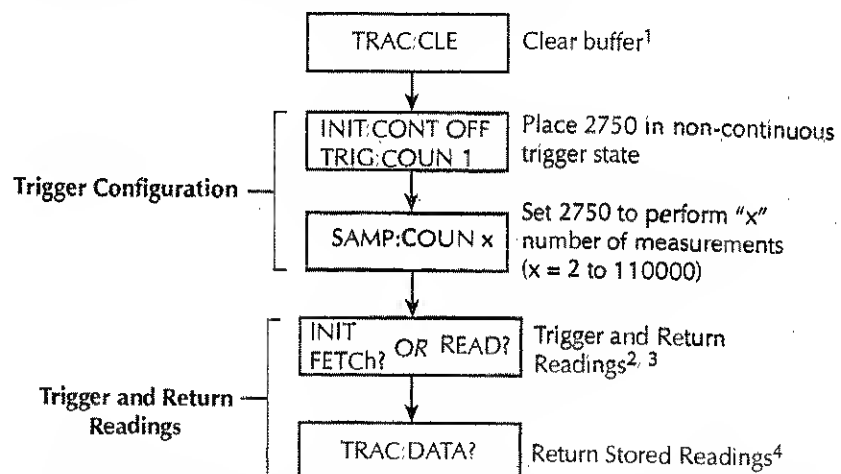 TRAC:CLE
Clear buffer1
Trigger Configuration
INIT:CONT OFF
TRIG:COUN 1
Place 2750 in non-continuous
trigger state
SAMP:COUN x
Set 2750 to perform “x”
number of measurements
(x = 2 to 110000)
Trigger and Return
Readings
INIT
FETCh? OR READ?
Trigger and Return
Readings2, 3
TRAC:DATA?
Return Stored Readings4